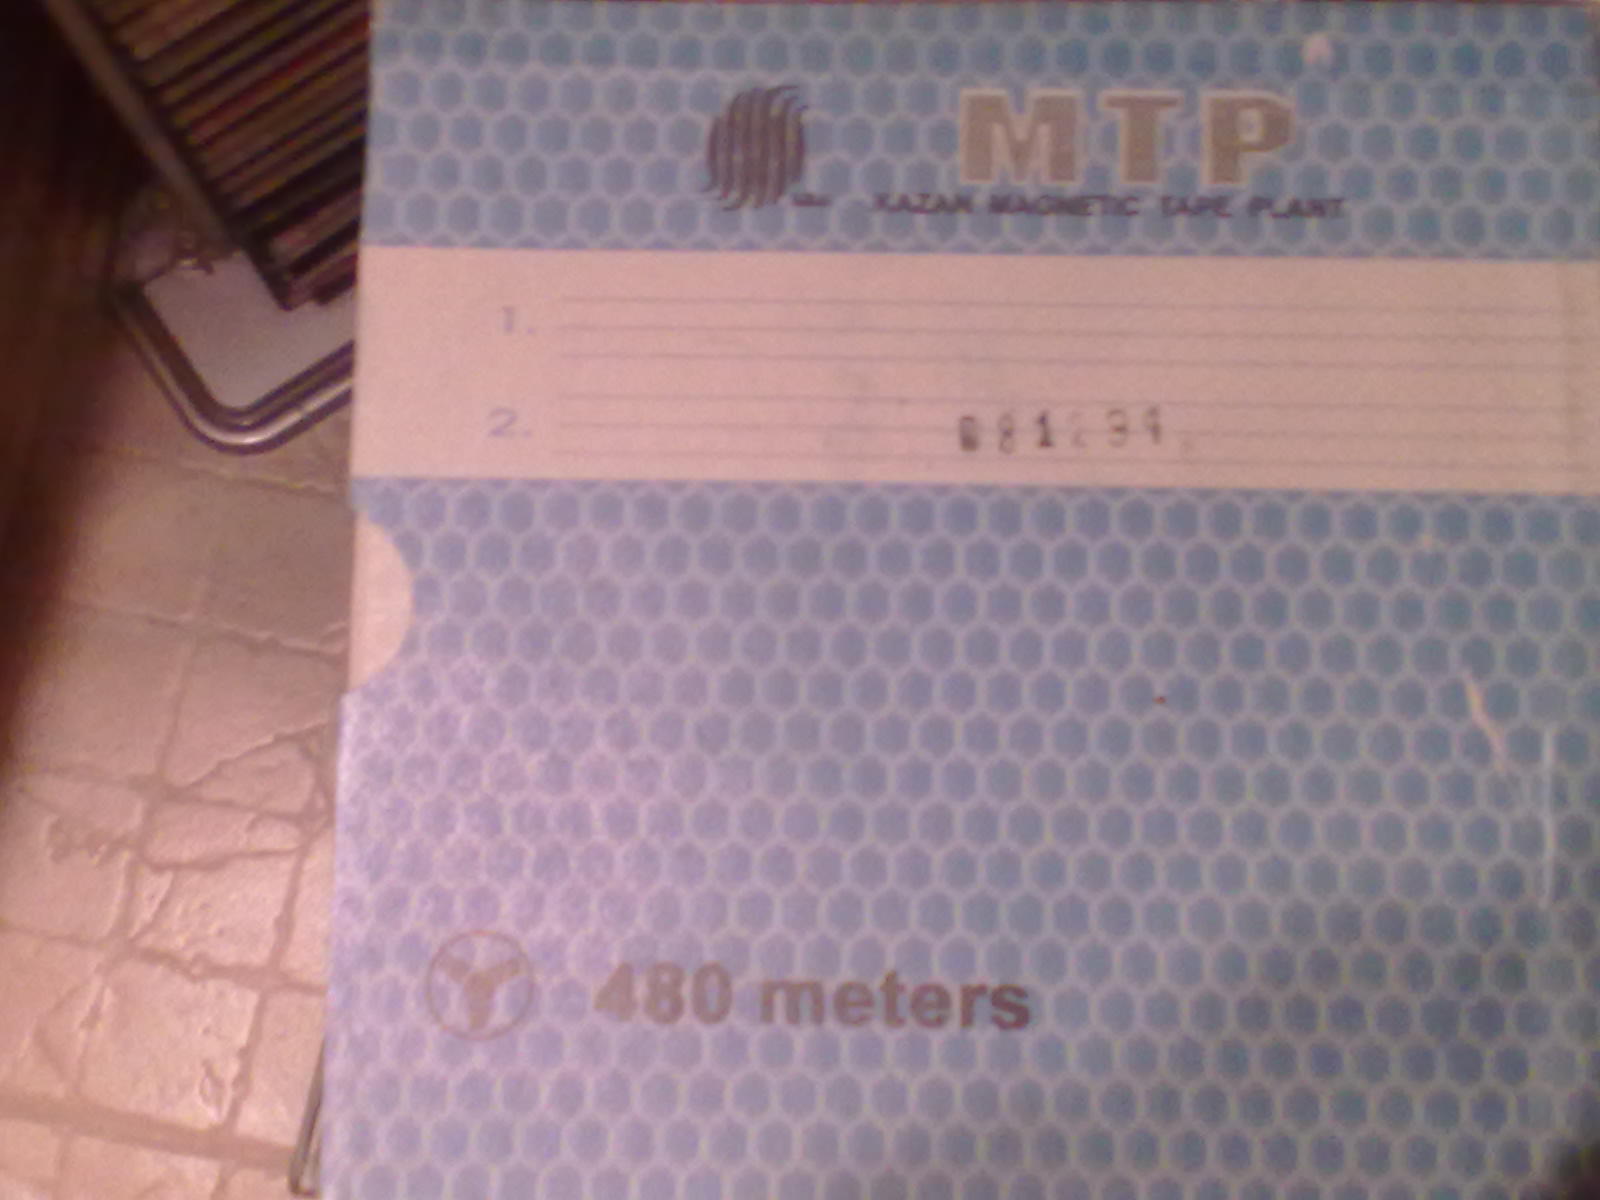 MTP
KAZAN MAGNETIC TAPE PLANT
1.
2.
480 meters